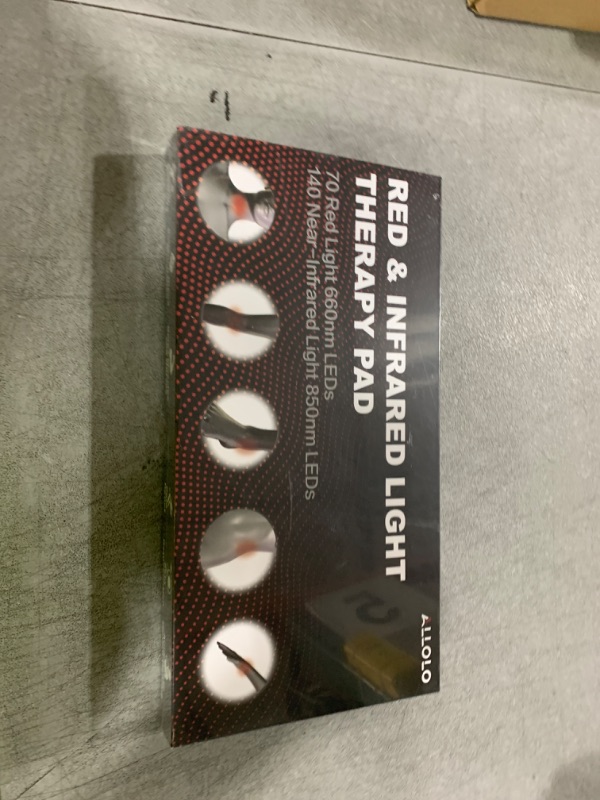 ALLOLO
RED & INFRARED LIGHT
THERAPY PAD
70 Red Light 660nm LEDs
140 Near-Infrared Light 850nm LEDs